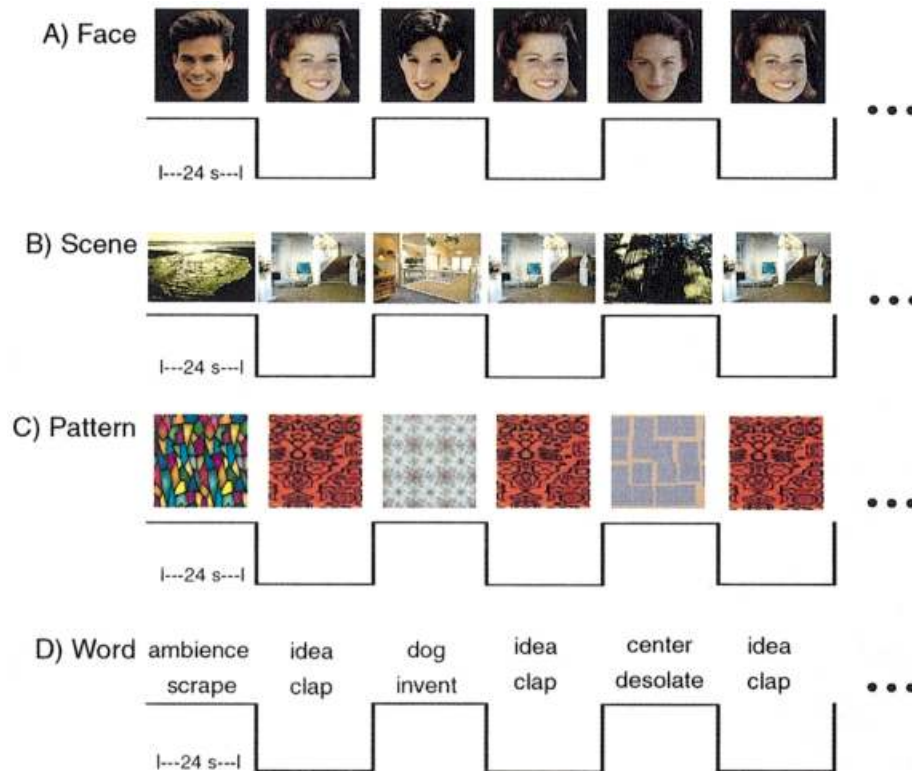 A) Face
l---24 s---l
B) Scene
l---24 s---l
C) Pattern
l---24 s---l
D) Word
ambience idea dog idea center idea
scrape clap invent clap desolate clap
l---24 s---l